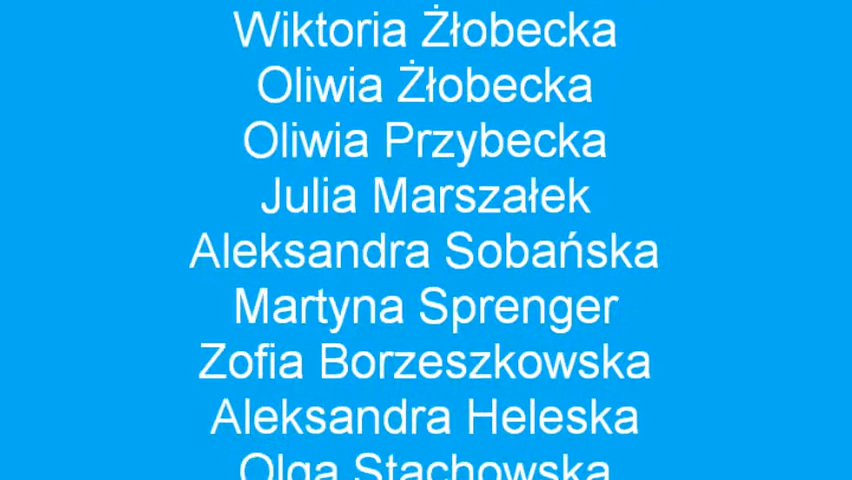 Wiktoria Żłobecka
Oliwia Żłobecka
Oliwia Przybecka
Julia Marszałek
Aleksandra Sobańska
Martyna Sprenger
Zofia Borzeszkowska
Aleksandra Heleska
Olga Stachowska